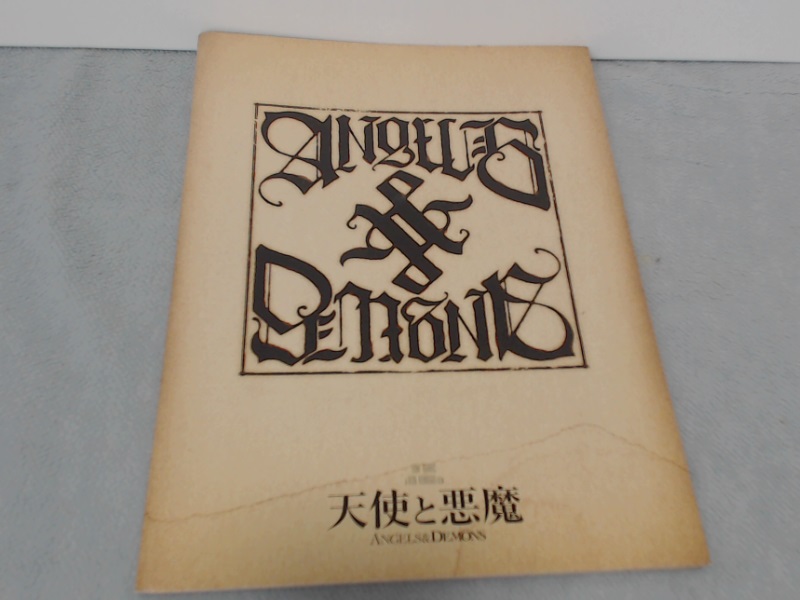 ANGELS
&
DEMONS
天使と悪魔
ANGELS&DEMONS